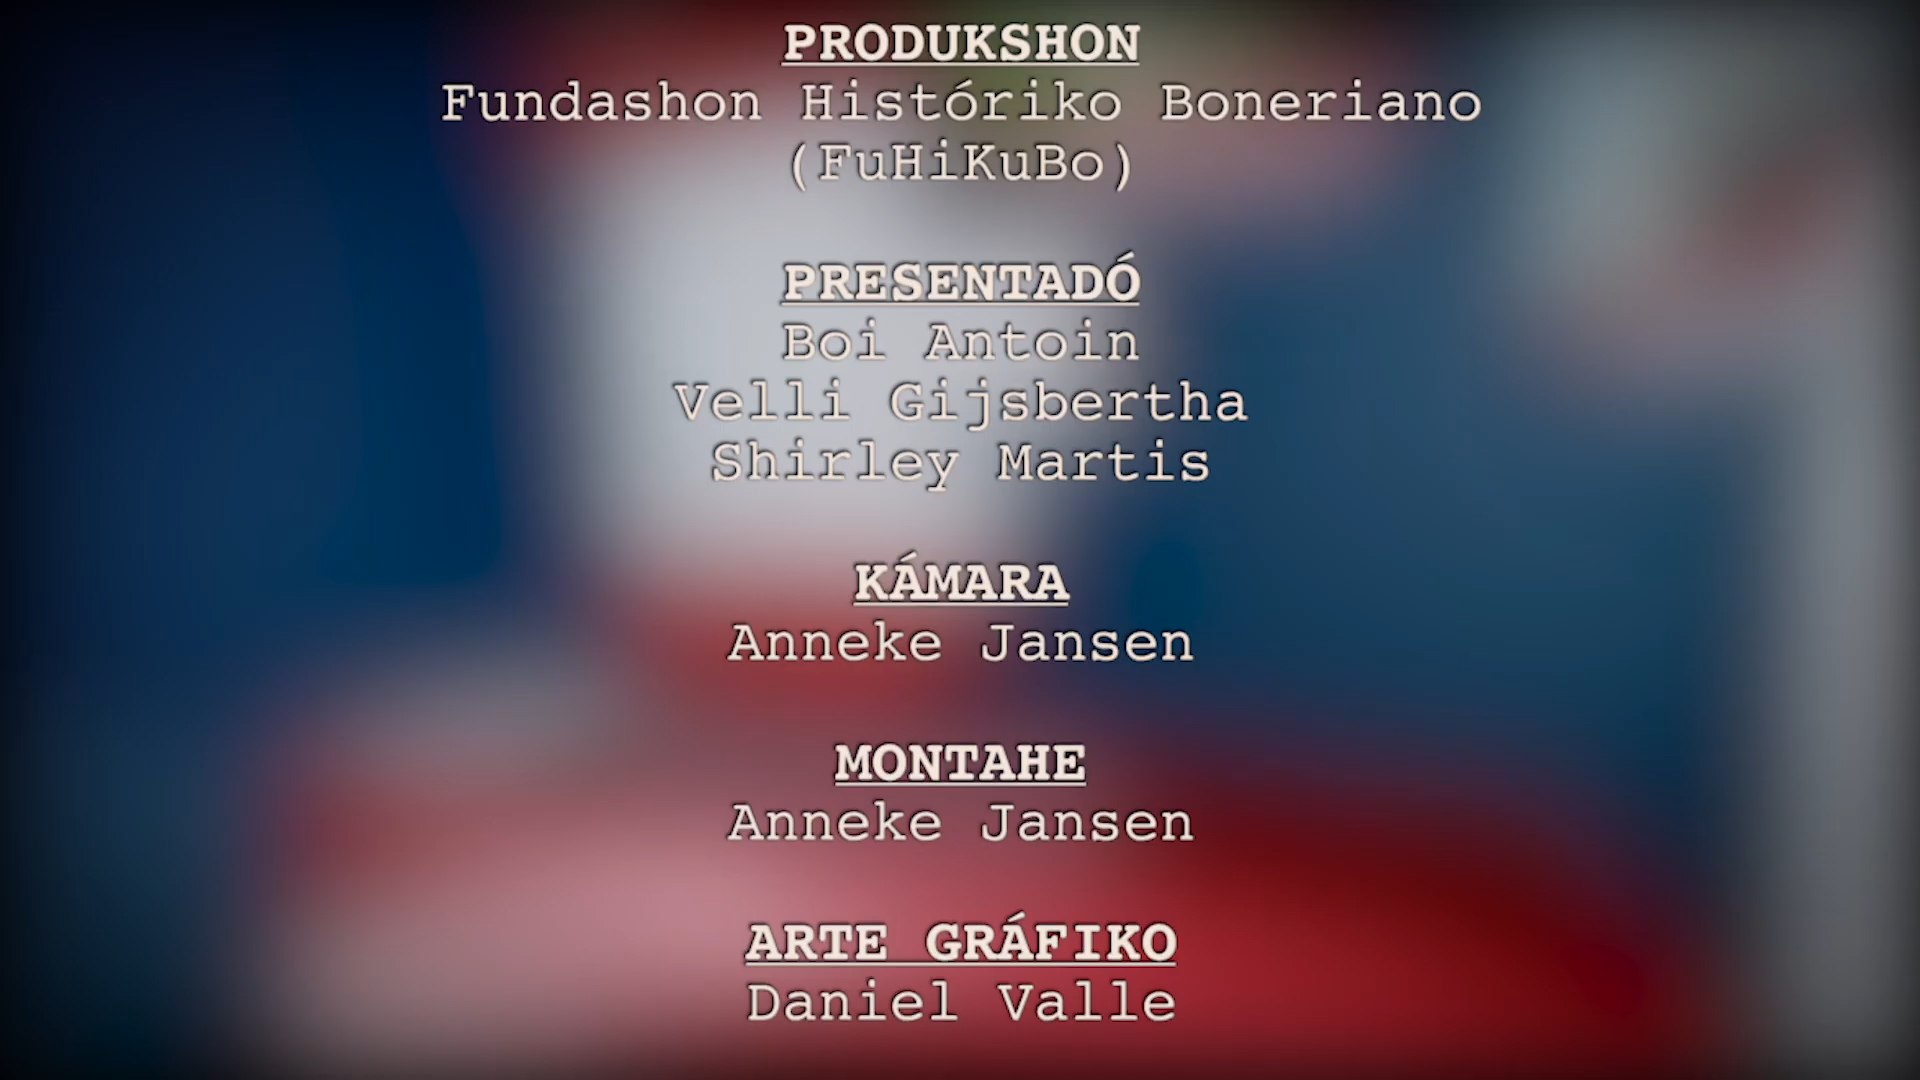 PRODUKSHON
Fundashon Históriko Boneriano
(FuHiKuBo)
PRESENTADÓ
Boi Antoin
Velli Gijsbertha
Shirley Martis
KÁMARA
Anneke Jansen
MONTAHE
Anneke Jansen
ARTE GRÁFIKO
Daniel Valle